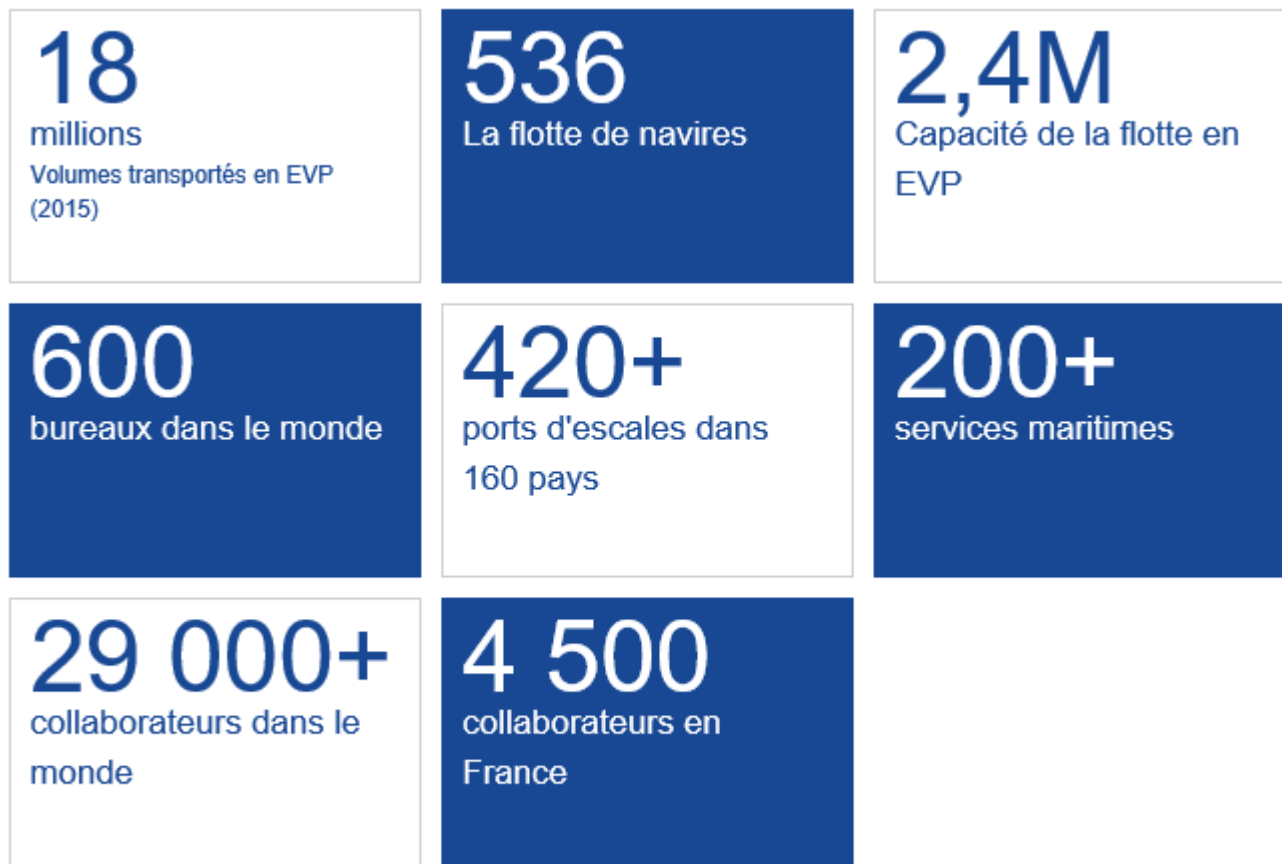 18
millions
Volumes transportés en EVP
(2015)
536
La flotte de navires
2,4M
Capacité de la flotte en
EVP
600
bureaux dans le monde
420+
ports d'escales dans
160 pays
200+
services maritimes
29 000+
collaborateurs dans le
monde
4 500
collaborateurs en
France